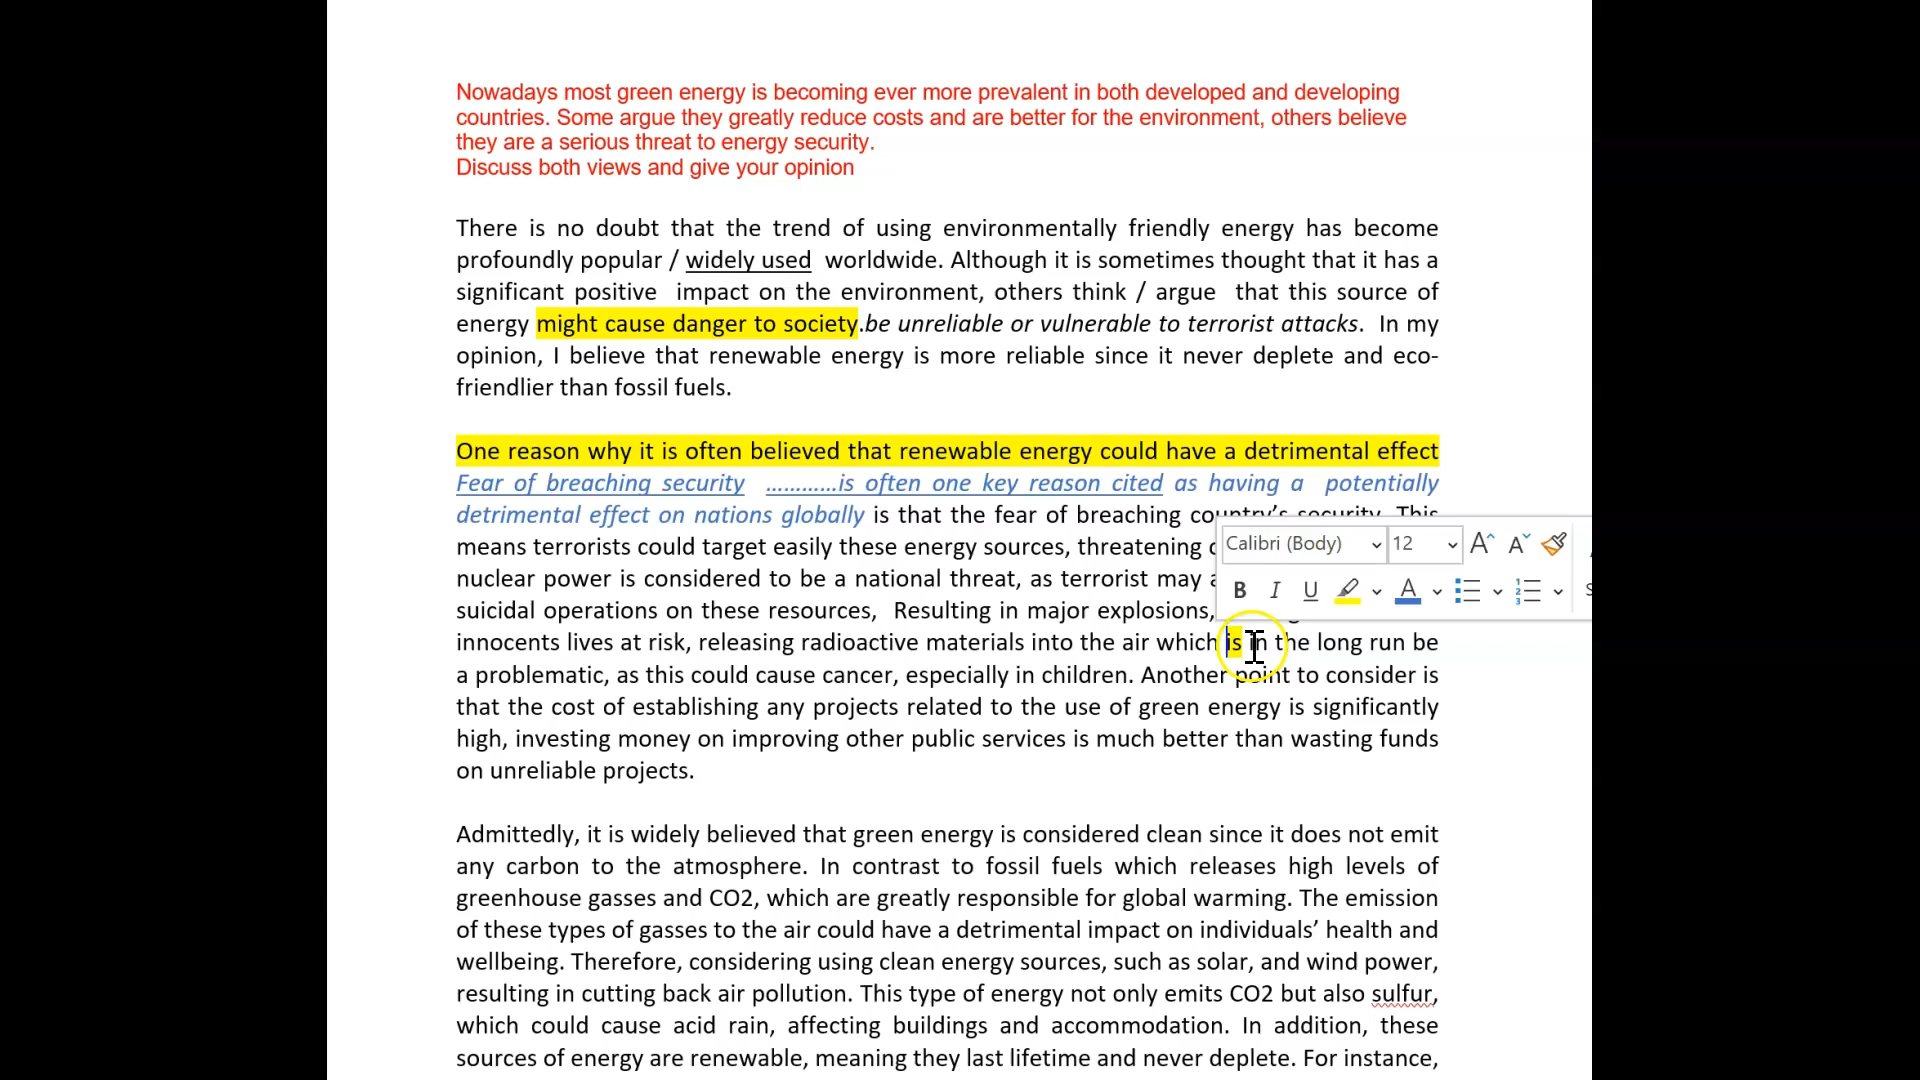 Nowadays most green energy is becoming ever more prevalent in both developed and developing
countries. Some argue they greatly reduce costs and are better for the environment, others believe
they are a serious threat to energy security.
Discuss both views and give your opinion
There is no doubt that the trend of using environmentally friendly energy has become
profoundly popular / widely used worldwide. Although it is sometimes thought that it has a
significant positive impact on the environment, others think / argue that this source of
energy might cause danger to society.be unreliable or vulnerable to terrorist attacks. In my
opinion, I believe that renewable energy is more reliable since it never deplete and eco-
friendlier than fossil fuels.
One reason why it is often believed that renewable energy could have a detrimental effect
Fear of breaching security …………is often one key reason cited as having a potentially
detrimental effect on nations globally is that the fear of breaching country's security. This
means terrorists could target easily these energy sources, threatening
Calibri (Body) 12
nuclear power is considered to be a national threat, as terrorist may
B I U A
suicidal operations on these resources, Resulting in major explosions,
innocents lives at risk, releasing radioactive materials into the air which is in the long run be
a problematic, as this could cause cancer, especially in children. Another point to consider is
that the cost of establishing any projects related to the use of green energy is significantly
high, investing money on improving other public services is much better than wasting funds
on unreliable projects.
Admittedly, it is widely believed that green energy is considered clean since it does not emit
any carbon to the atmosphere. In contrast to fossil fuels which releases high levels of
greenhouse gasses and CO2, which are greatly responsible for global warming. The emission
of these types of gasses to the air could have a detrimental impact on individuals' health and
wellbeing. Therefore, considering using clean energy sources, such as solar, and wind power,
resulting in cutting back air pollution. This type of energy not only emits CO2 but also sulfur,
which could cause acid rain, affecting buildings and accommodation. In addition, these
sources of energy are renewable, meaning they last lifetime and never deplete. For instance,